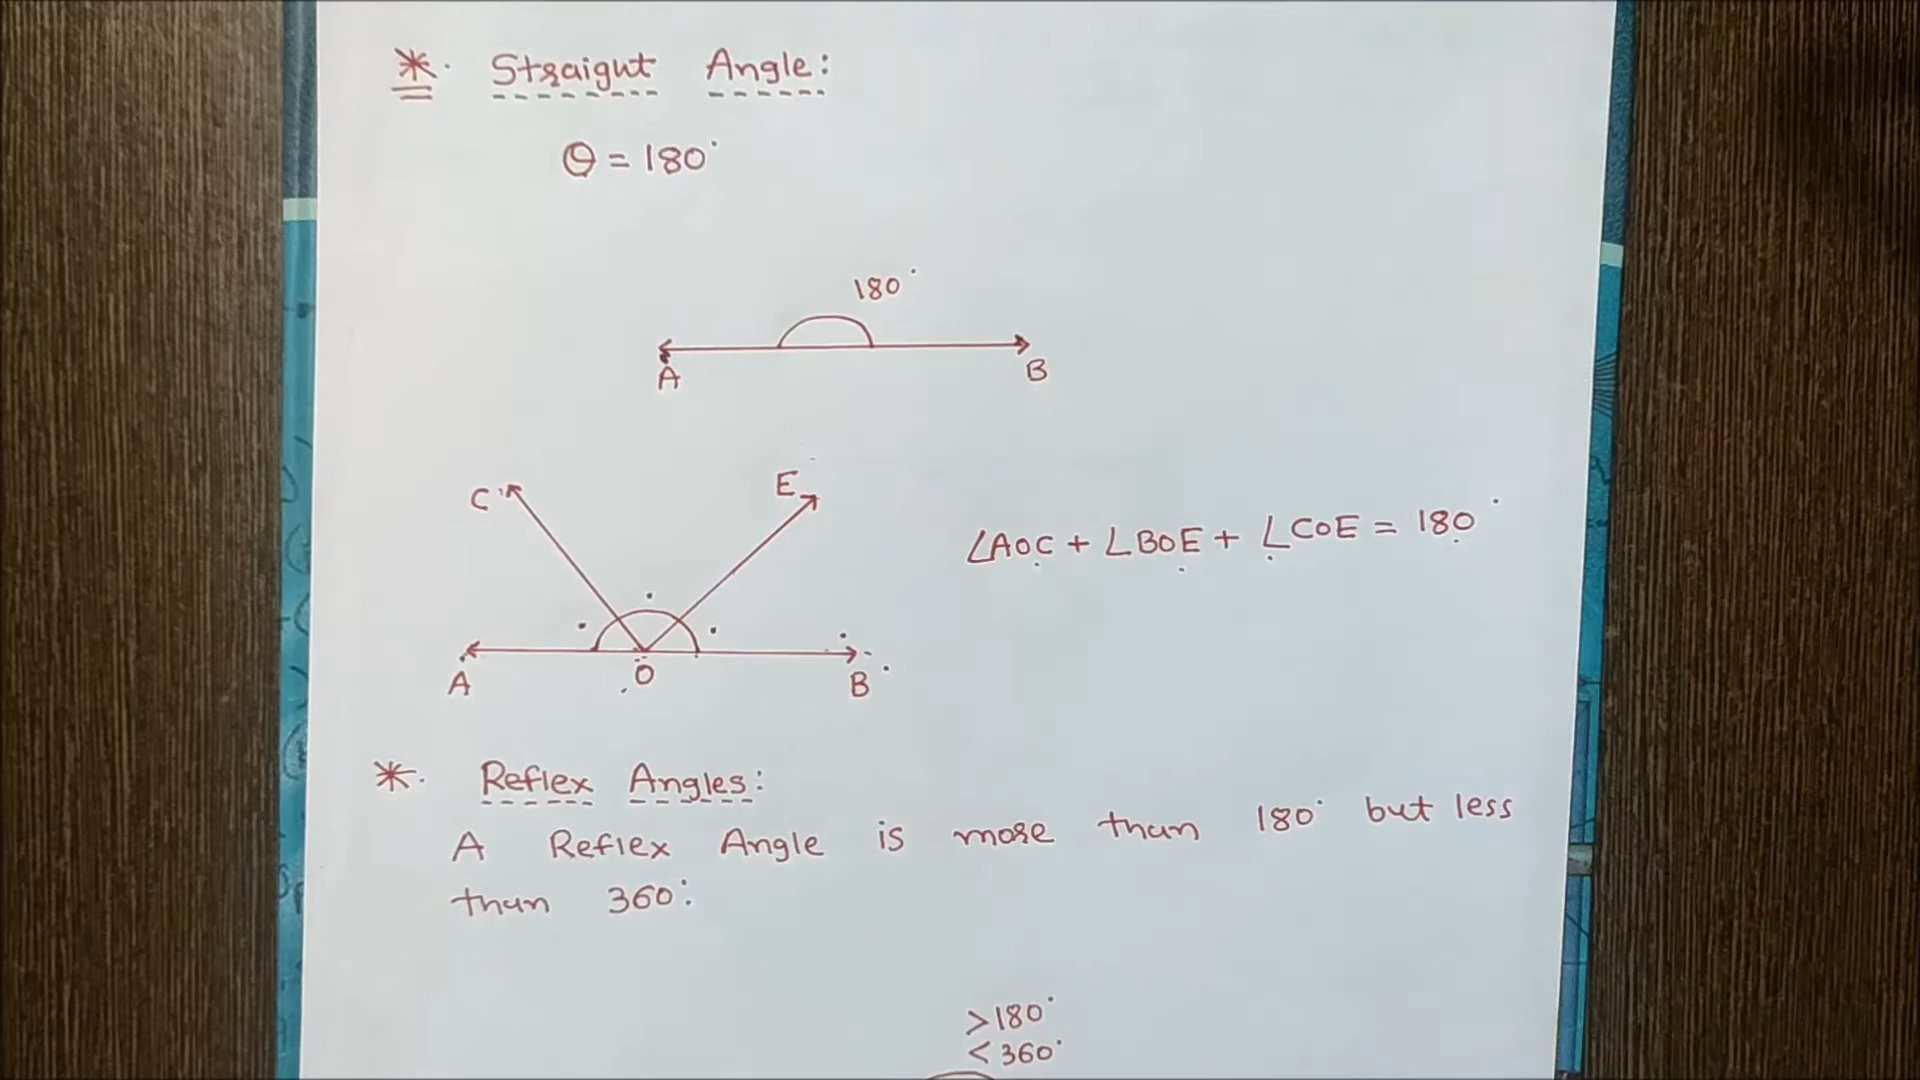 *. Straight Angle:
θ = 180°
180°
A B
C E
∠AOC + ∠BOE + ∠COE = 180°
A O B
*. Reflex Angles:
A Reflex Angle is more than 180° but less
than 360°.
>180°
<360°